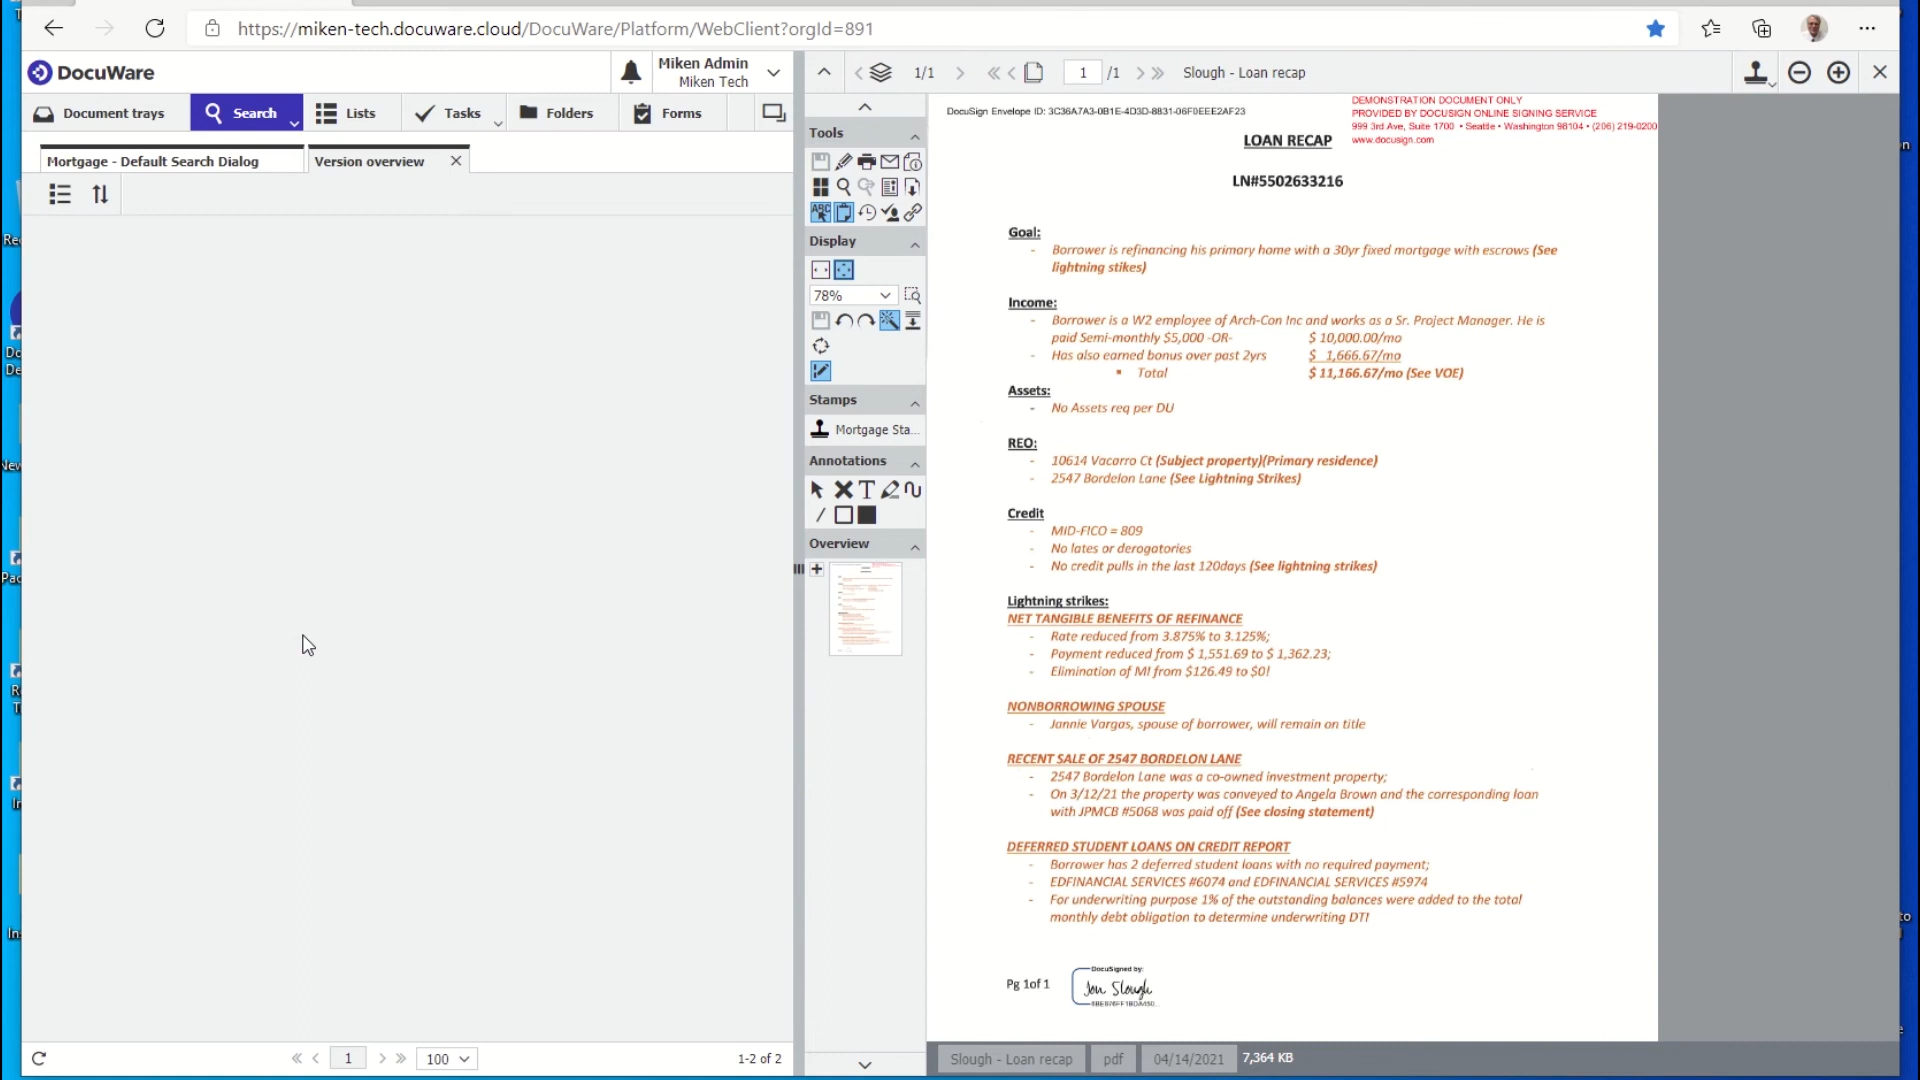 https://miken-tech.docuware.cloud/DocuWare/Platform/WebClient?orgId=891
DocuWare
Miken Admin
Miken Tech
Document trays
Search
Lists
Tasks
Folders
Forms
Mortgage - Default Search Dialog
Version overview
1
100
1-2 of 2
1/1
1
/1
Slough - Loan recap
Tools
ABC
Display
78%
Stamps
Mortgage Sta...
Annotations
Overview
DocuSign Envelope ID: 3C36A7A3-0B1E-4D3D-8831-06F0EEE2AF23
DEMONSTRATION DOCUMENT ONLY
PROVIDED BY DOCUSIGN ONLINE SIGNING SERVICE
999 3rd Ave, Suite 1700 • Seattle • Washington 98104 • (206) 219-0200
www.docusign.com
LOAN RECAP
LN#5502633216
Goal:
- Borrower is refinancing his primary home with a 30yr fixed mortgage with escrows (See
lightning stikes)
Income:
- Borrower is a W2 employee of Arch-Con Inc and works as a Sr. Project Manager. He is
paid Semi-monthly $5,000 -OR- $ 10,000.00/mo
- Has also earned bonus over past 2yrs $ 1,666.67/mo
▪ Total $ 11,166.67/mo (See VOE)
Assets:
- No Assets req per DU
REO:
- 10614 Vacarro Ct (Subject property)(Primary residence)
- 2547 Bordelon Lane (See Lightning Strikes)
Credit
- MID-FICO = 809
- No lates or derogatories
- No credit pulls in the last 120days (See lightning strikes)
Lightning strikes:
NET TANGIBLE BENEFITS OF REFINANCE
- Rate reduced from 3.875% to 3.125%;
- Payment reduced from $ 1,551.69 to $ 1,362.23;
- Elimination of MI from $126.49 to $0!
NONBORROWING SPOUSE
- Jannie Vargas, spouse of borrower, will remain on title
RECENT SALE OF 2547 BORDELON LANE
- 2547 Bordelon Lane was a co-owned investment property;
- On 3/12/21 the property was conveyed to Angela Brown and the corresponding loan
with JPMCB #5068 was paid off (See closing statement)
DEFERRED STUDENT LOANS ON CREDIT REPORT
- Borrower has 2 deferred student loans with no required payment;
- EDFINANCIAL SERVICES #6074 and EDFINANCIAL SERVICES #5974
- For underwriting purpose 1% of the outstanding balances were added to the total
monthly debt obligation to determine underwriting DTI
Pg 1of 1
DocuSigned by:
Jon Slough
Slough - Loan recap
pdf
04/14/2021
7,364 KB